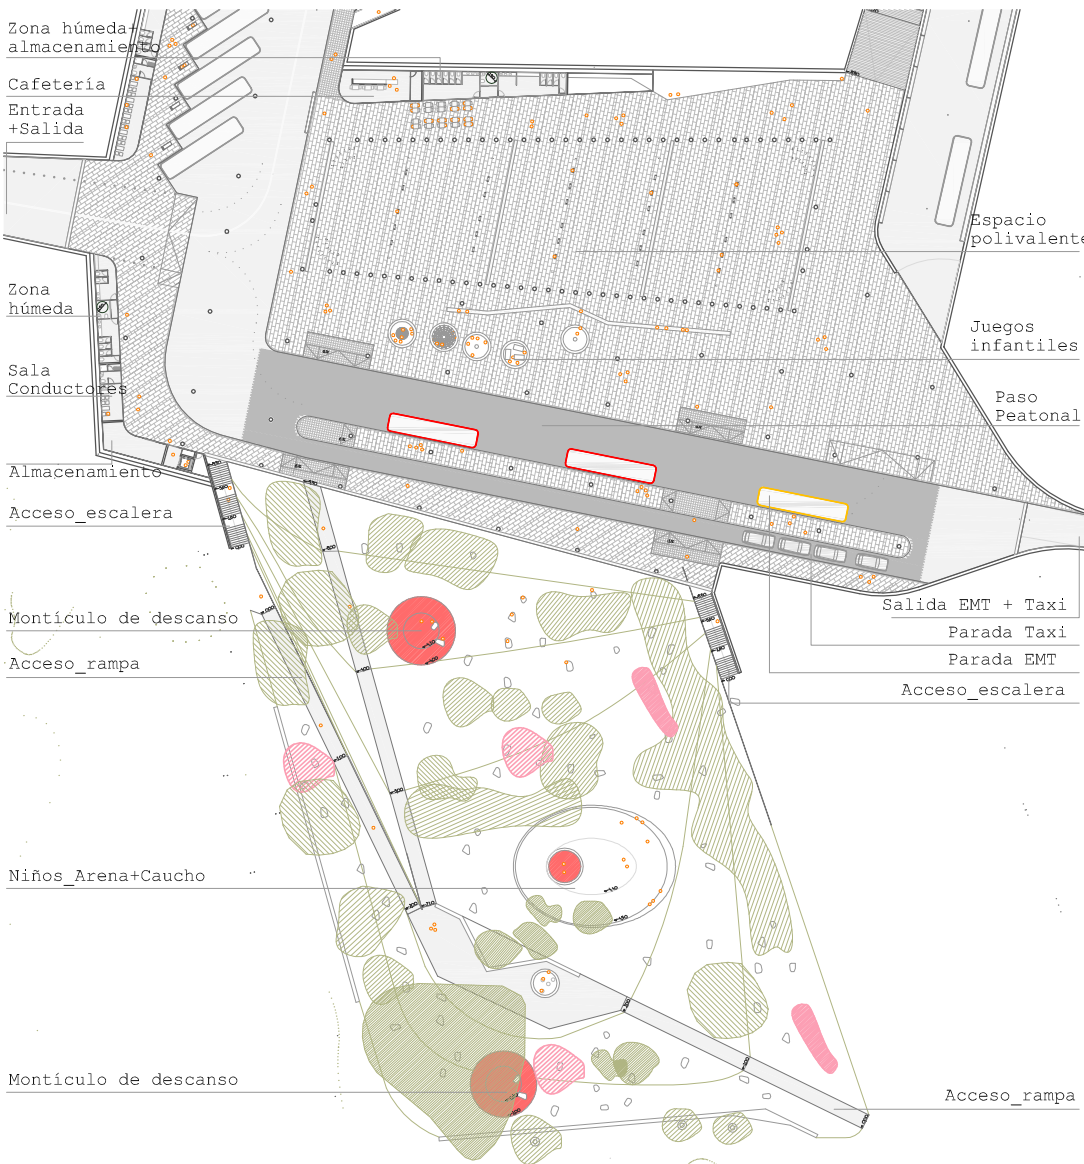 Zona húmeda+
almacenamiento
Cafetería
Entrada
+Salida
Espacio
polivalente
Zona
húmeda
Juegos
infantiles
Sala
Conductores
Paso
Peatonal
Almacenamiento
Acceso_escalera
Salida EMT + Taxi
Montículo de descanso
Parada Taxi
Parada EMT
Acceso_rampa
Acceso_escalera
Niños_Arena+Caucho
Montículo de descanso
Acceso_rampa